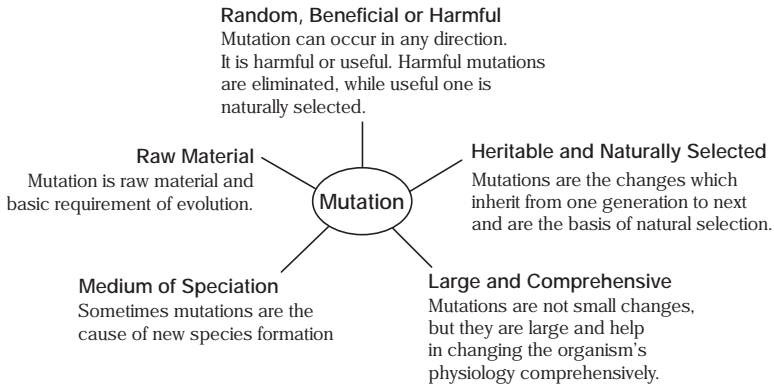 Random, Beneficial or Harmful
Mutation can occur in any direction.
It is harmful or useful. Harmful mutations
are eliminated, while useful one is
naturally selected.
Raw Material
Mutation is raw material and
basic requirement of evolution.
Mutation
Heritable and Naturally Selected
Mutations are the changes which
inherit from one generation to next
and are the basis of natural selection.
Medium of Speciation
Sometimes mutations are the
cause of new species formation
Large and Comprehensive
Mutations are not small changes,
but they are large and help
in changing the organism's
physiology comprehensively.